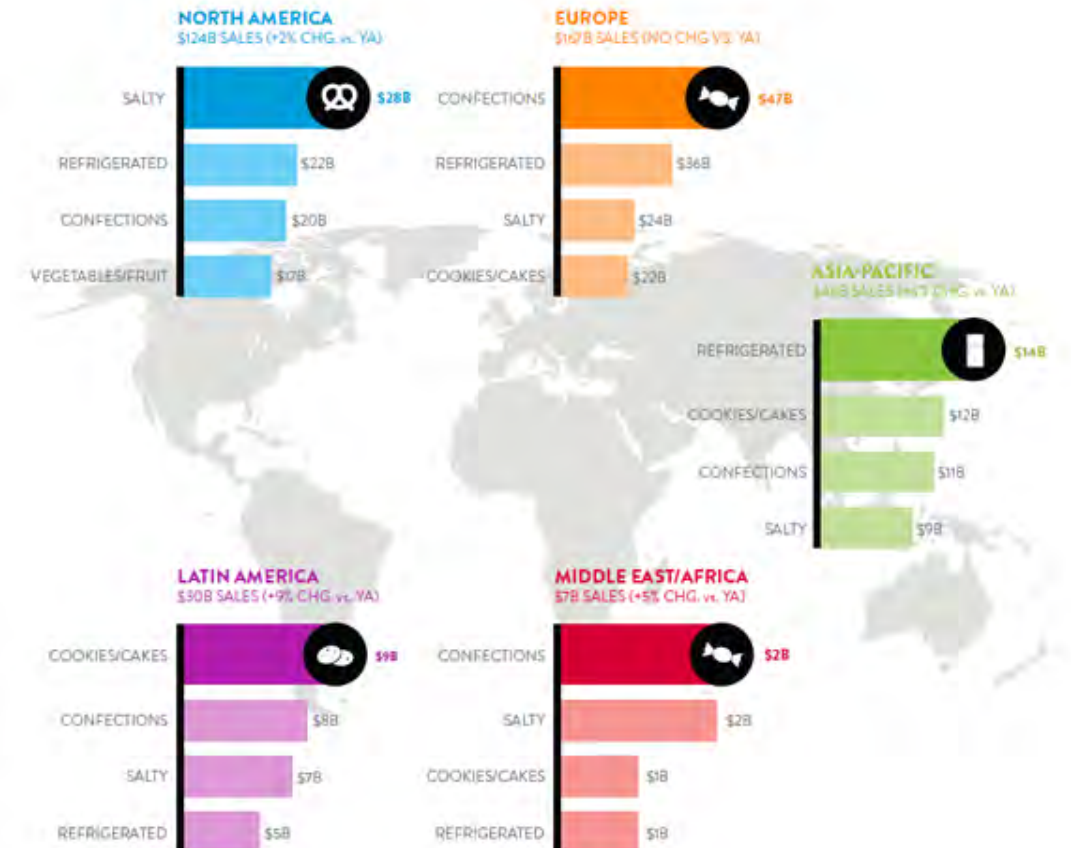 NORTH AMERICA
$124B SALES (+2% CHG. vs. YA)
SALTY
$28B
REFRIGERATED
$22B
CONFECTIONS
$20B
VEGETABLES/FRUIT
$17B
EUROPE
$167B SALES (NO CHG VS. YA)
CONFECTIONS
$47B
REFRIGERATED
$36B
SALTY
$24B
COOKIES/CAKES
$22B
ASIA-PACIFIC
SALES CHG. vs. YA)
REFRIGERATED
$14B
COOKIES/CAKES
$12B
CONFECTIONS
$11B
SALTY
$9B
LATIN AMERICA
$30B SALES (+9% CHG. vs. YA)
COOKIES/CAKES
$9B
CONFECTIONS
$8B
SALTY
$7B
REFRIGERATED
$5B
MIDDLE EAST/AFRICA
$7B SALES (+5% CHG. vs. YA)
CONFECTIONS
$2B
SALTY
$2B
COOKIES/CAKES
$1B
REFRIGERATED
$1B